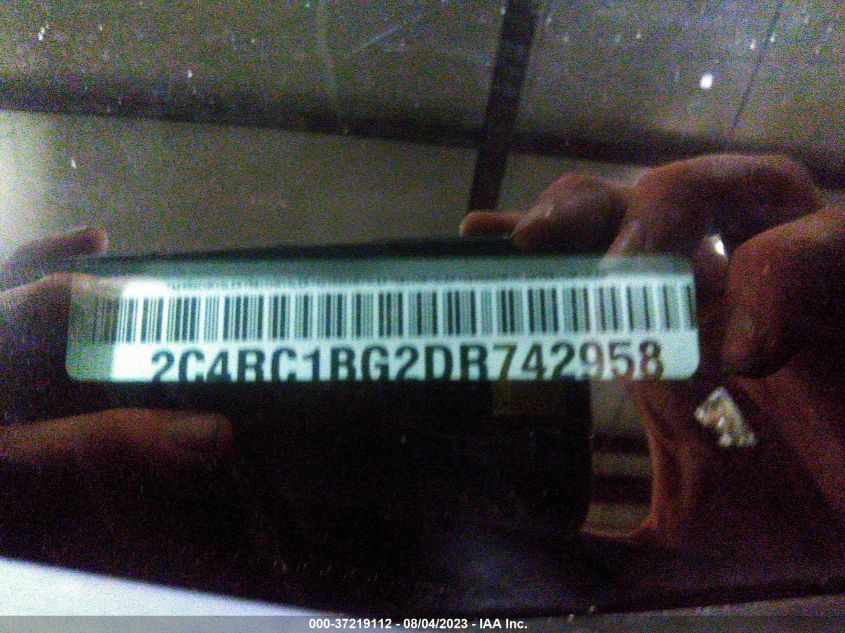 2C4RC1BG2DR742958
000-37219112 - 08/04/2023 - IAA Inc.